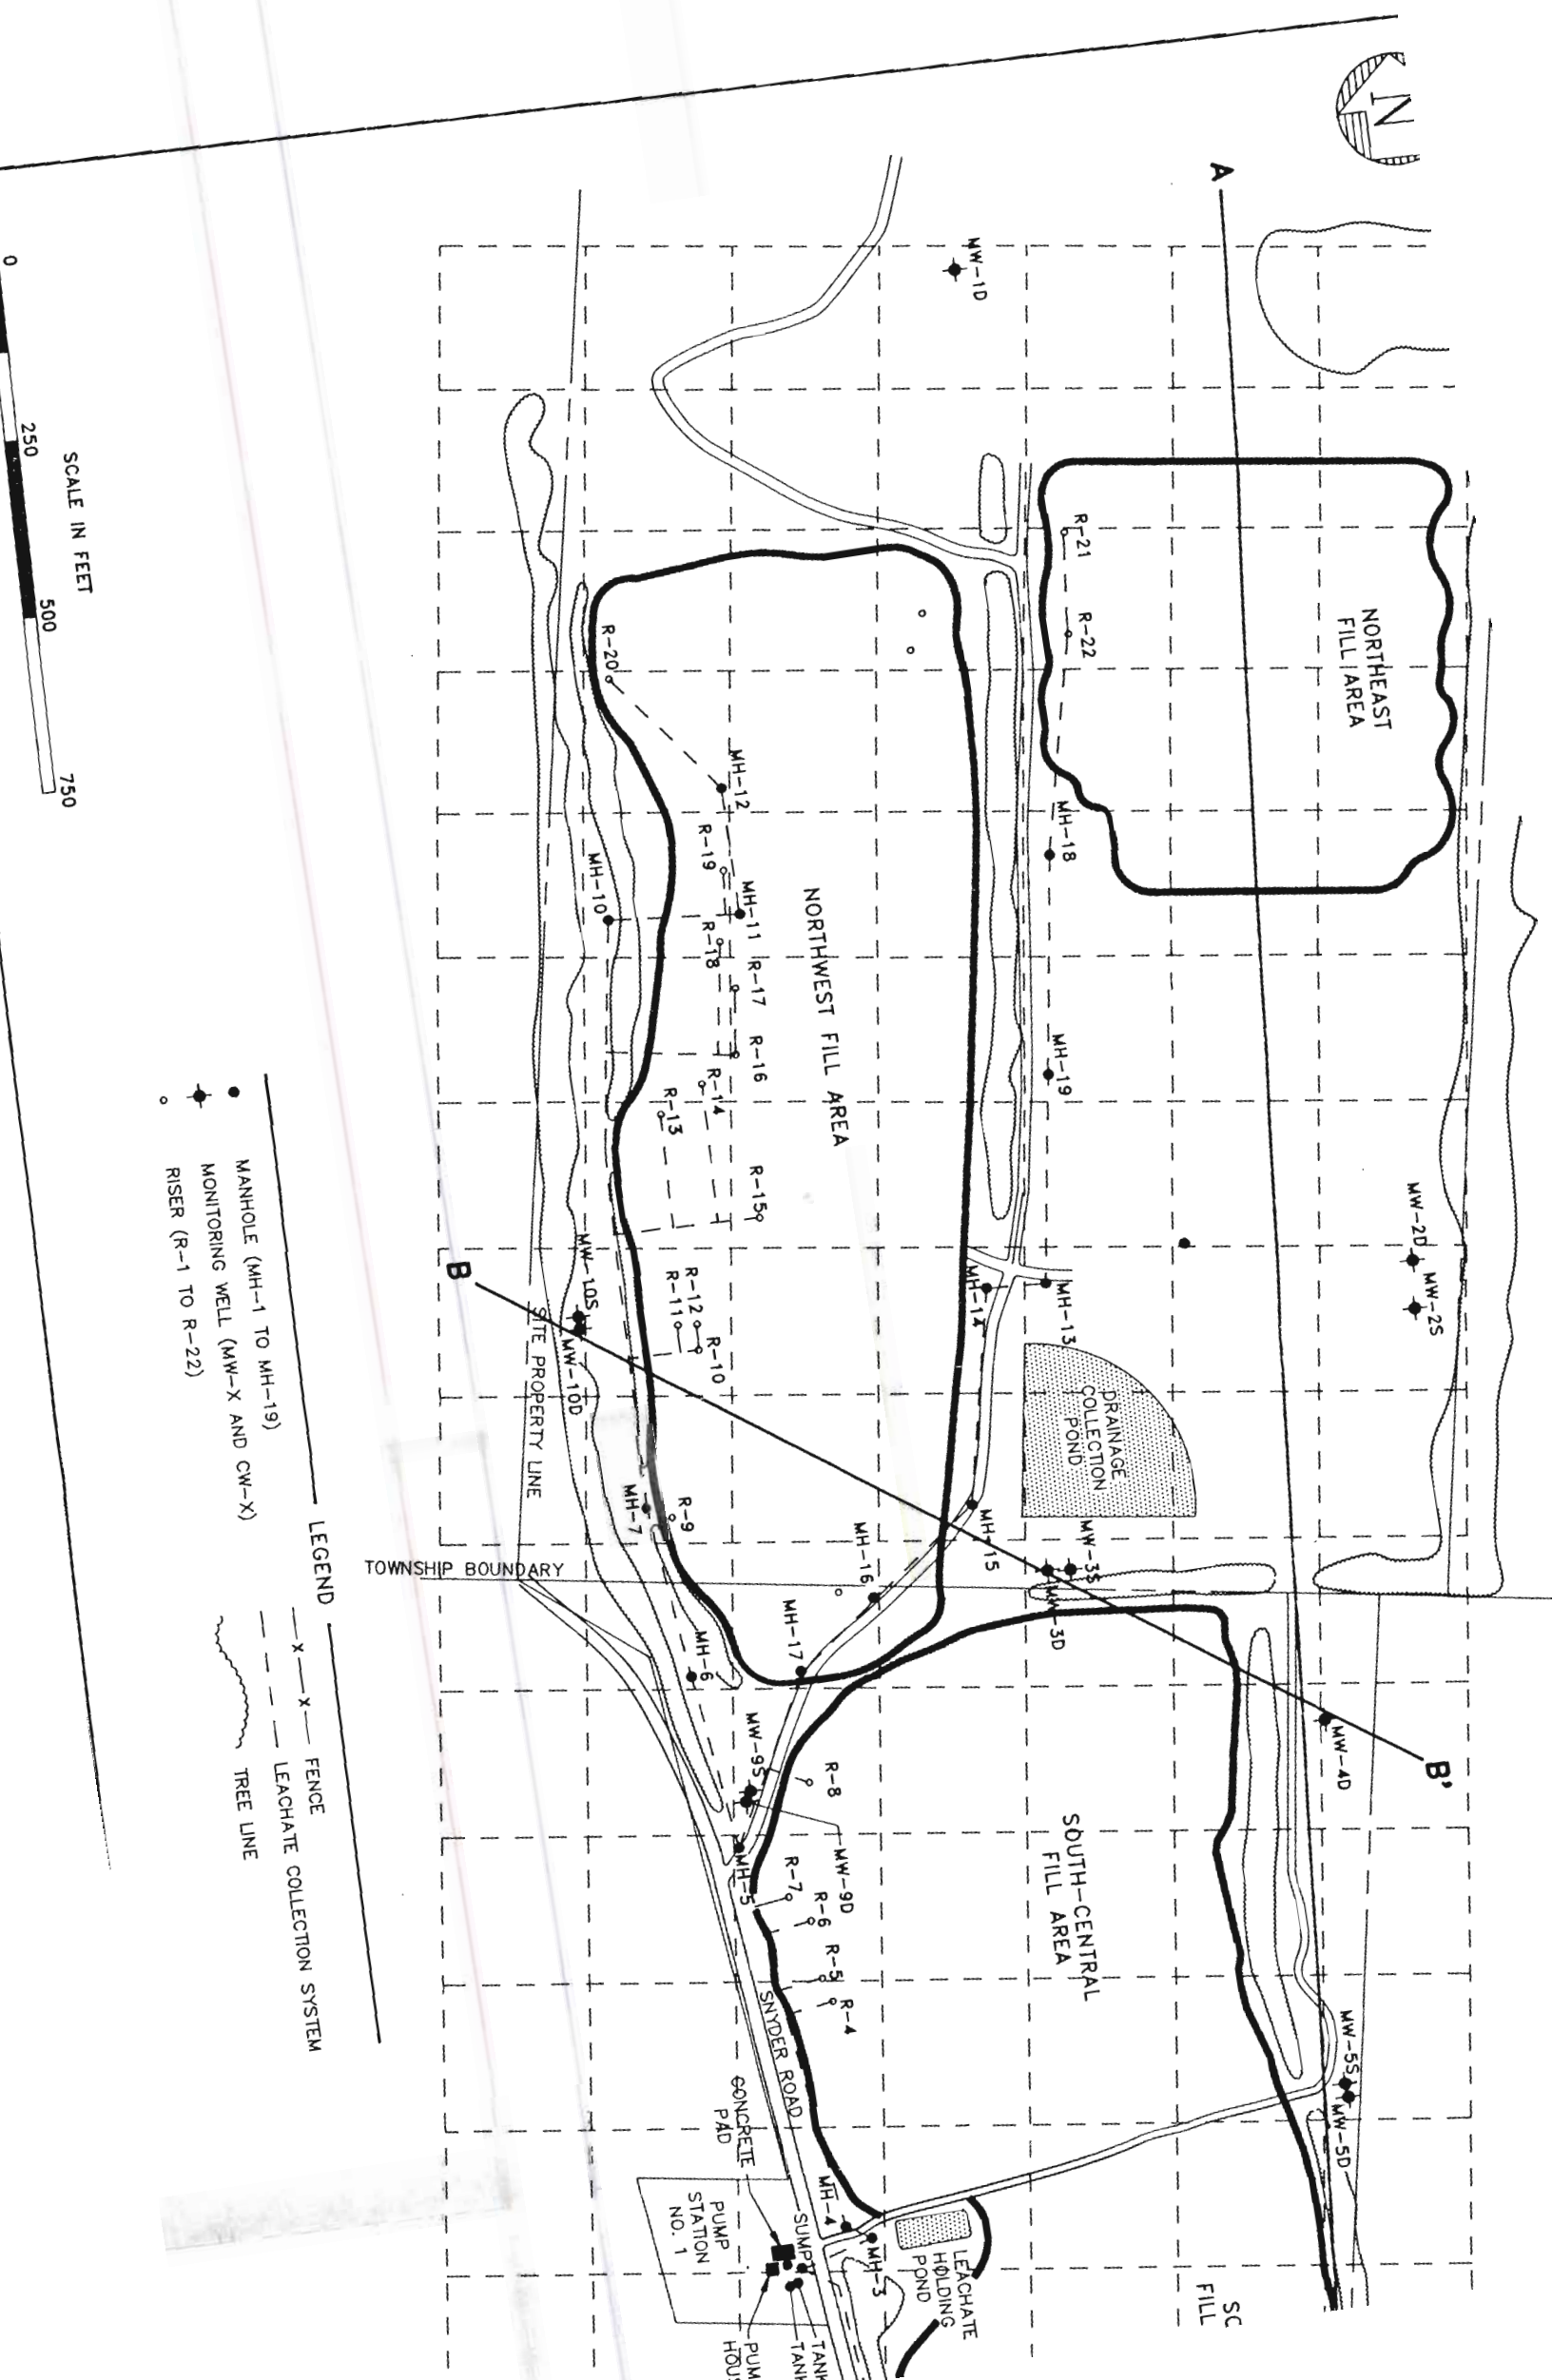 N
A
MW-1D
R-21
R-22
NORTHEAST
FILL AREA
R-20
MH-12
MH-18
R-19
MH-10
MH-11
R-18
R-17
NORTHWEST FILL AREA
R-16
R-14
R-13
MH-19
R-15
MW-2D
MW-2S
MW-10S
B
MW-10D
R-12
R-11
R-10
MH-14
MH-13
SITE PROPERTY LINE
DRAINAGE
COLLECTION
POND
MH-7
R-9
MH-15
MH-16
MW-3S
MW-3D
TOWNSHIP BOUNDARY
MH-17
MH-6
MW-4D
B'
MW-9S
R-8
MW-9D
MH-5
R-7
R-6
R-5
R-4
SOUTH-CENTRAL
FILL AREA
SNYDER ROAD
MW-5S
MW-5D
CONCRETE
PAD
PUMP
STATION
NO. 1
SUMP
MH-4
MH-3
LEACHATE
HOLDING
POND
SC
FILL
TANK
TANK
0
250
500
750
SCALE IN FEET
LEGEND
MANHOLE (MH-1 TO MH-19)
MONITORING WELL (MW-X AND CW-X)
RISER (R-1 TO R-22)
x x FENCE
LEACHATE COLLECTION SYSTEM
TREE LINE